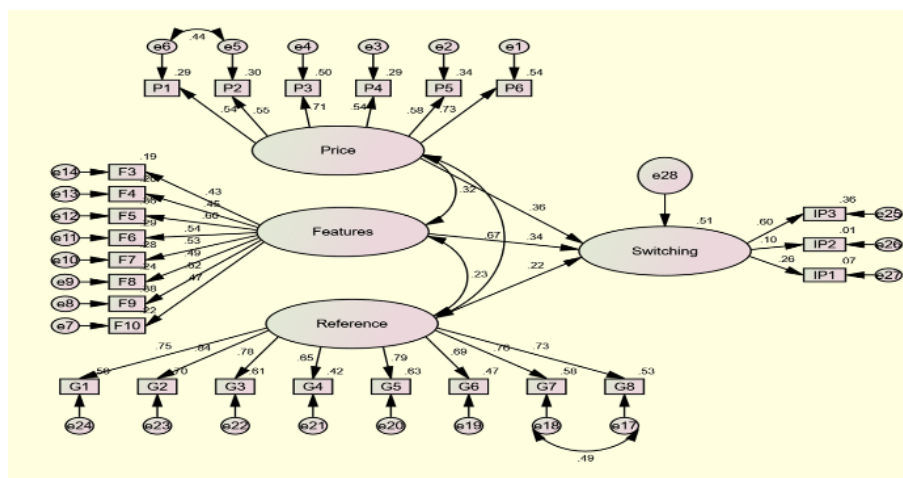 .44
e6 e5 e4 e3 e2 e1
.29 .30 .50 .29 .34 .54
P1 P2 P3 P4 P5 P6
.54 .55 .71 .54 .58 .73
Price
.19
e14 F3
e13 F4
e12 F5
e11 F6
e10 F7
e9 F8
e8 F9
e7 F10
.43
.45
.66
.54
.53
.49
.47
.22
Features
.32
.67
.23
.36
.34
.22
e28
.51
Switching
.60
.10
.26
.36
IP3 e25
.01
IP2 e26
.07
IP1 e27
Reference
.75 .84 .78 .65 .79 .69 .76 .73
.70 .61 .42 .63 .47 .58 .53
G1 G2 G3 G4 G5 G6 G7 G8
e24 e23 e22 e21 e20 e19 e18 e17
.49